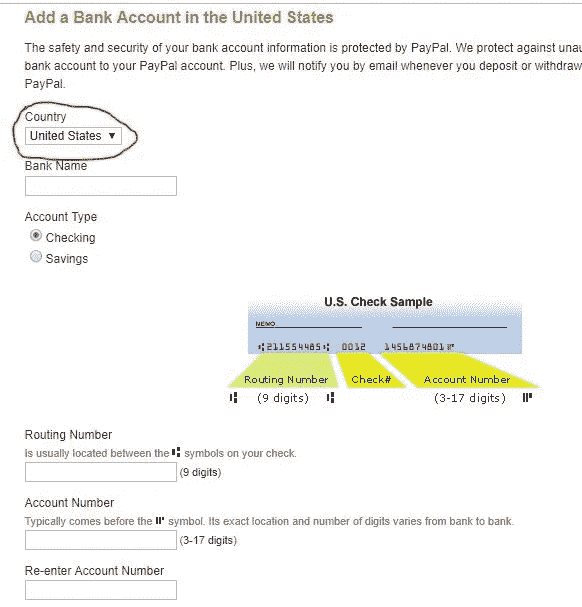 Add a Bank Account in the United States
The safety and security of your bank account information is protected by PayPal. We protect against unau
bank account to your PayPal account. Plus, we will notify you by email whenever you deposit or withdraw
PayPal.
Country
United States ▼
Bank Name
Account Type
Checking
Savings
U.S. Check Sample
MEMO
⑆211554485⑆ 0012 1456874801⑈
Routing Number Check# Account Number
⑆ (9 digits) ⑆ (3-17 digits) ⑈
Routing Number
Is usually located between the ⑆ symbols on your check.
(9 digits)
Account Number
Typically comes before the ⑈ symbol. Its exact location and number of digits varies from bank to bank.
(3-17 digits)
Re-enter Account Number